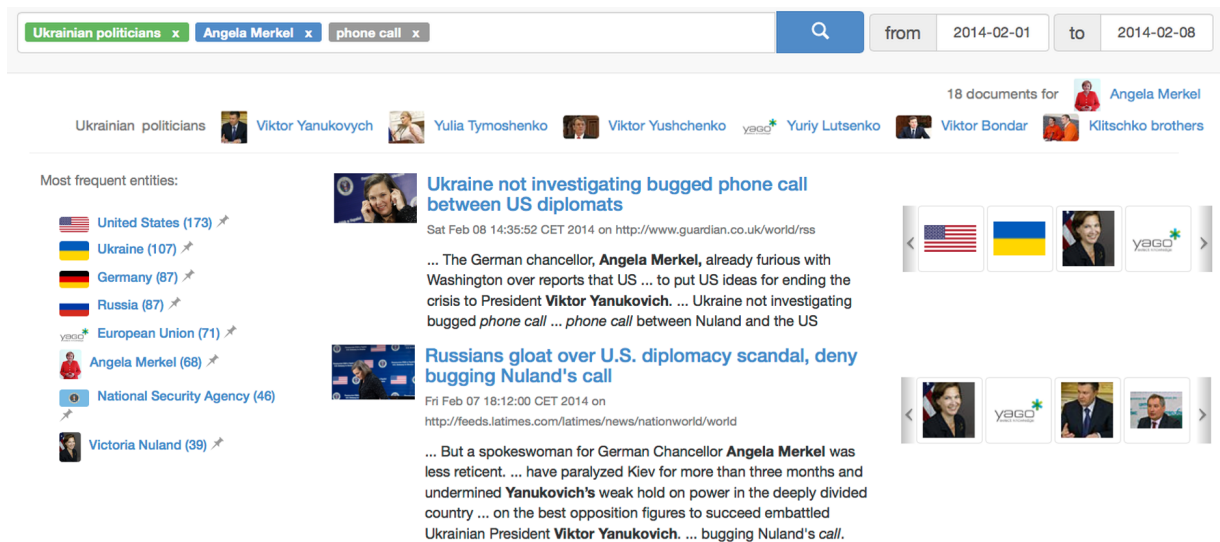 Ukrainian politicians x Angela Merkel x phone call x from 2014-02-01 to 2014-02-08
18 documents for Angela Merkel
Ukrainian politicians Viktor Yanukovych Yulia Tymoshenko Viktor Yushchenko yago Yuriy Lutsenko Viktor Bondar Klitschko brothers
Most frequent entities:
United States (173)
Ukraine (107)
Germany (87)
Russia (87)
yago European Union (71)
Angela Merkel (68)
National Security Agency (46)
Victoria Nuland (39)
Ukraine not investigating bugged phone call
between US diplomats
Sat Feb 08 14:35:52 CET 2014 on http://www.guardian.co.uk/world/rss
... The German chancellor, Angela Merkel, already furious with
Washington over reports that US ... to put US ideas for ending the
crisis to President Viktor Yanukovich. ... Ukraine not investigating
bugged phone call ... phone call between Nuland and the US
yago
Russians gloat over U.S. diplomacy scandal, deny
bugging Nuland's call
Fri Feb 07 18:12:00 CET 2014 on
http://feeds.latimes.com/latimes/news/nationworld/world
... But a spokeswoman for German Chancellor Angela Merkel was
less reticent. ... have paralyzed Kiev for more than three months and
undermined Yanukovich's weak hold on power in the deeply divided
country ... on the best opposition figures to succeed embattled
Ukrainian President Viktor Yanukovich. ... bugging Nuland's call.
yago